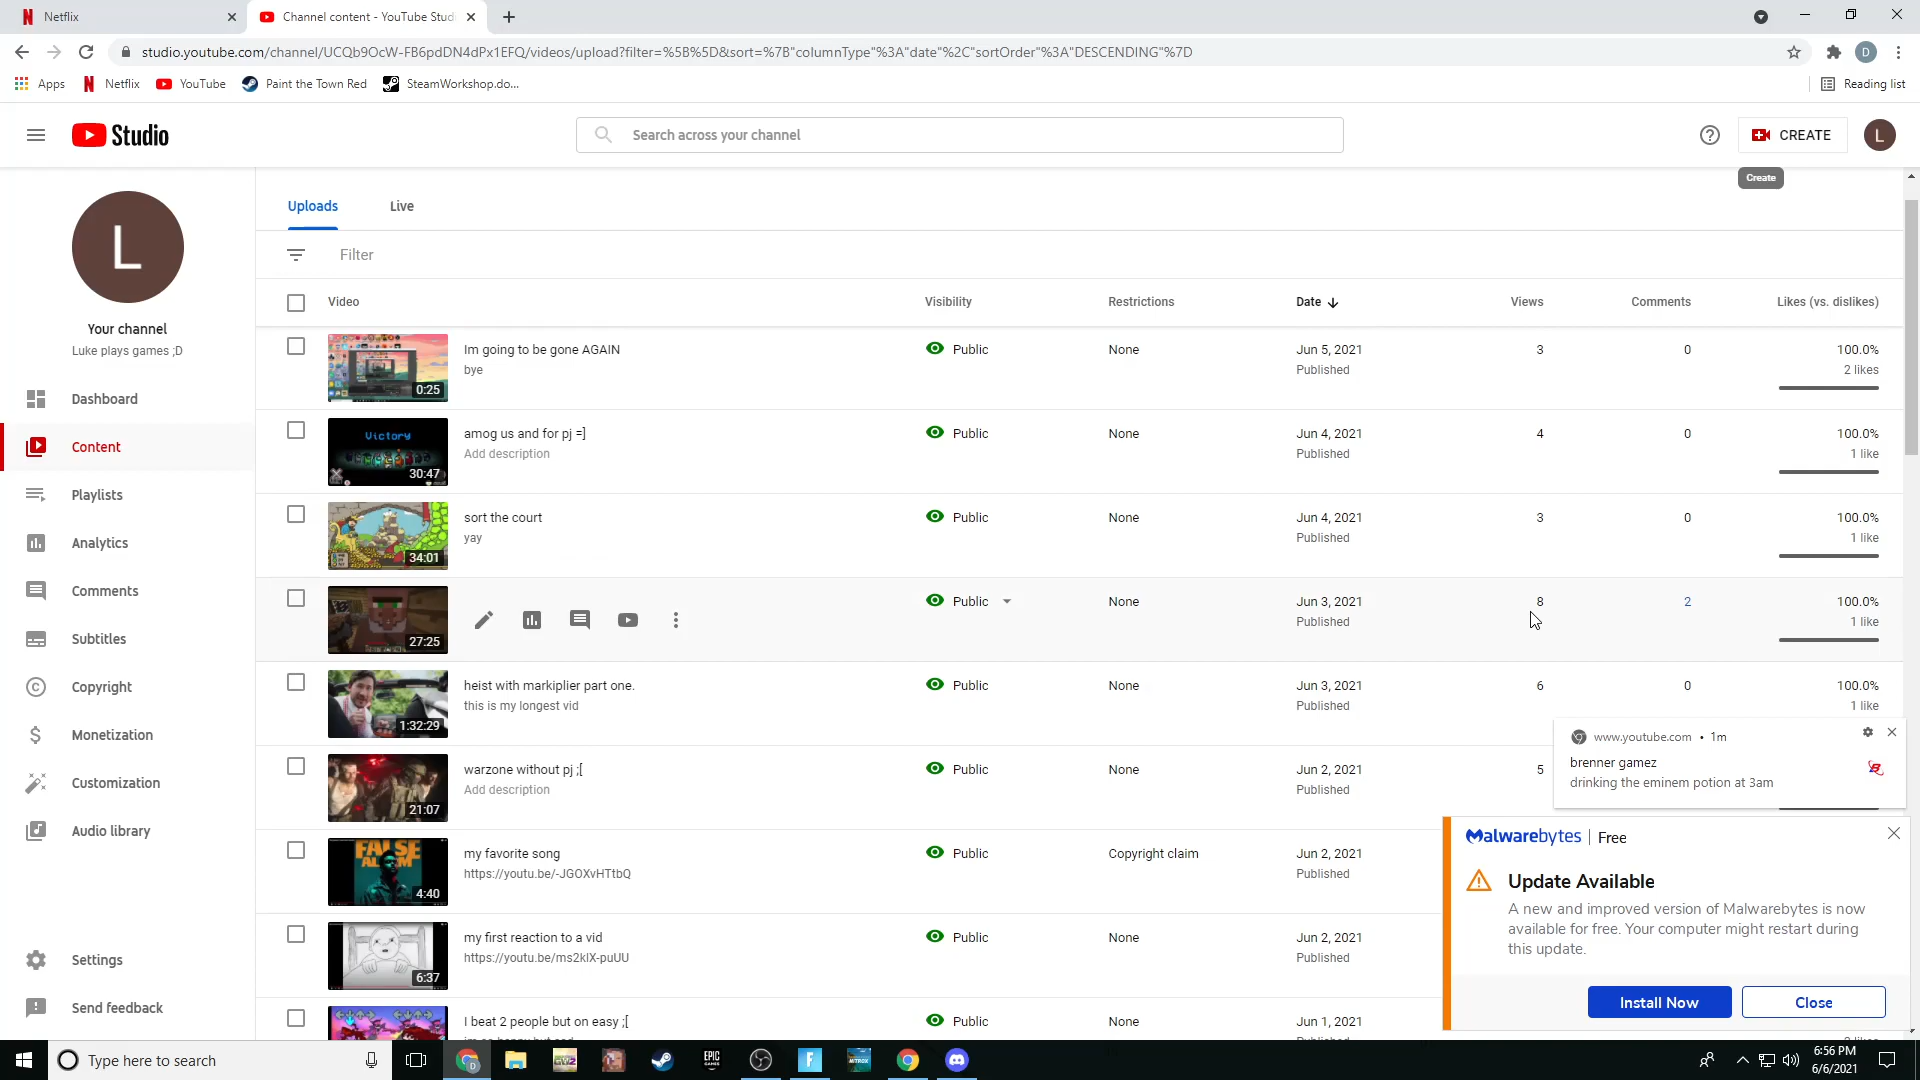 Netflix
Channel content - YouTube Stud
studio.youtube.com/channel/UCQb9OcW-FB6pdDN4dPx1EFQ/videos/upload?filter=%5B%5D&sort=%7B"columnType"%3A"date"%2C"sortOrder"%3A"DESCENDING"%7D
D
Apps Netflix YouTube Paint the Town Red SteamWorkshop.do... Reading list
Studio Search across your channel CREATE L
Create
L
Your channel
Luke plays games ;D
Dashboard
Content
Playlists
Analytics
Comments
Subtitles
Copyright
Monetization
Customization
Audio library
Settings
Send feedback
Uploads Live
Filter
Video Visibility Restrictions Date Views Comments Likes (vs. dislikes)
Im going to be gone AGAIN Public None Jun 5, 2021 3 0 100.0%
bye Published 2 likes
0:25
Victory
amog us and for pj =] Public None Jun 4, 2021 4 0 100.0%
Add description Published 1 like
30:47
sort the court Public None Jun 4, 2021 3 0 100.0%
yay Published 1 like
34:01
Public None Jun 3, 2021 8 2 100.0%
Published 1 like
27:25
heist with markiplier part one. Public None Jun 3, 2021 6 0 100.0%
this is my longest vid Published 1 like
1:32:29
warzone without pj ;[ Public None Jun 2, 2021 5
Add description Published
21:07
FALSE
ALARM
my favorite song Public Copyright claim Jun 2, 2021
https://youtu.be/-JGOXvHTtbQ Published
4:40
my first reaction to a vid Public None Jun 2, 2021
https://youtu.be/ms2klX-puUU Published
6:37
I beat 2 people but on easy ;[ Public None Jun 1, 2021
www.youtube.com • 1m
brenner gamez
drinking the eminem potion at 3am
Malwarebytes | Free
Update Available
A new and improved version of Malwarebytes is now
available for free. Your computer might restart during
this update.
Install Now Close
Type here to search
EPIC
GAMES
6:56 PM
6/6/2021